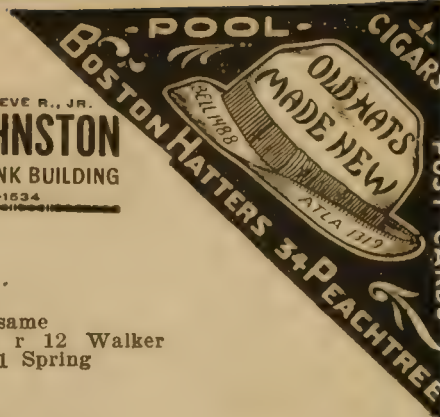 EVE R., JR.
HNSTON
NK BUILDING
-1534
same
r 12 Walker
1 Spring
-POOL-
CIGARS
POST CARDS
OLD HATS
MADE NEW
BELL 1488
ATLA 1319
BOSTON HATTERS 34 PEACHTREE